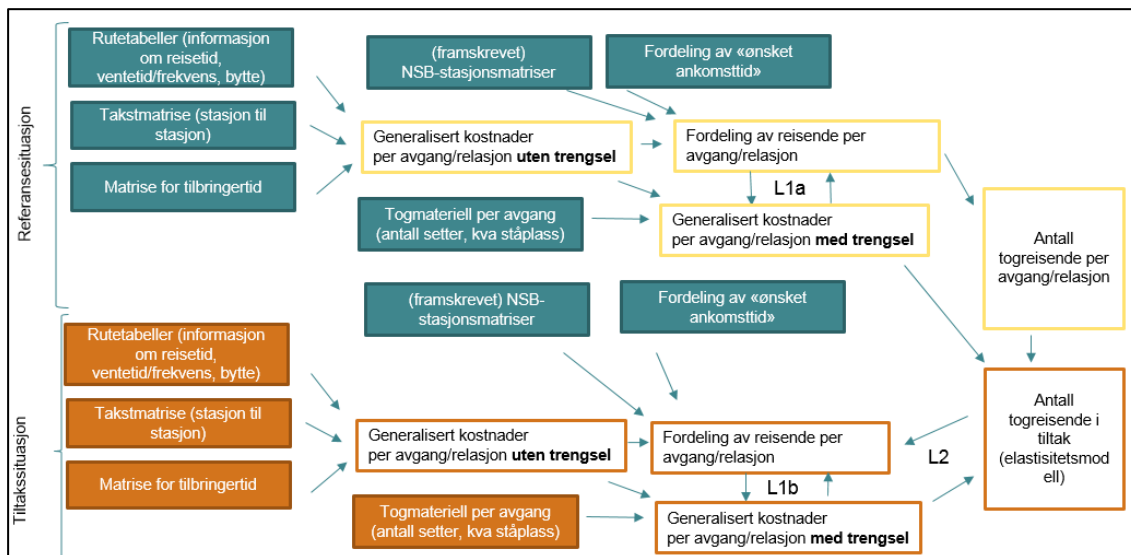 Referansesituasjon
Rutetabeller (informasjon
om reisetid,
ventetid/frekvens, bytte)
Takstmatrise (stasjon til
stasjon)
Matrise for tilbringertid
(framskrevet)
NSB-stasjonsmatriser
Fordeling av «ønsket
ankomsttid»
Generalisert kostnader
per avgang/relasjon uten trengsel
Fordeling av reisende per
avgang/relasjon
L1a
Togmateriell per avgang
(antall setter, kva ståplass)
Generalisert kostnader
per avgang/relasjon med trengsel
Antall
togreisende per
avgang/relasjon
Tiltakssituasjon
Rutetabeller (informasjon
om reisetid,
ventetid/frekvens, bytte)
Takstmatrise (stasjon til
stasjon)
Matrise for tilbringertid
(framskrevet) NSB-
stasjonsmatriser
Fordeling av «ønsket
ankomsttid»
Generalisert kostnader
per avgang/relasjon uten trengsel
Fordeling av reisende per
avgang/relasjon
L1b
L2
Togmateriell per avgang
(antall setter, kva ståplass)
Generalisert kostnader
per avgang/relasjon med trengsel
Antall
togreisende i
tiltak
(elastisitetsmod
ell)